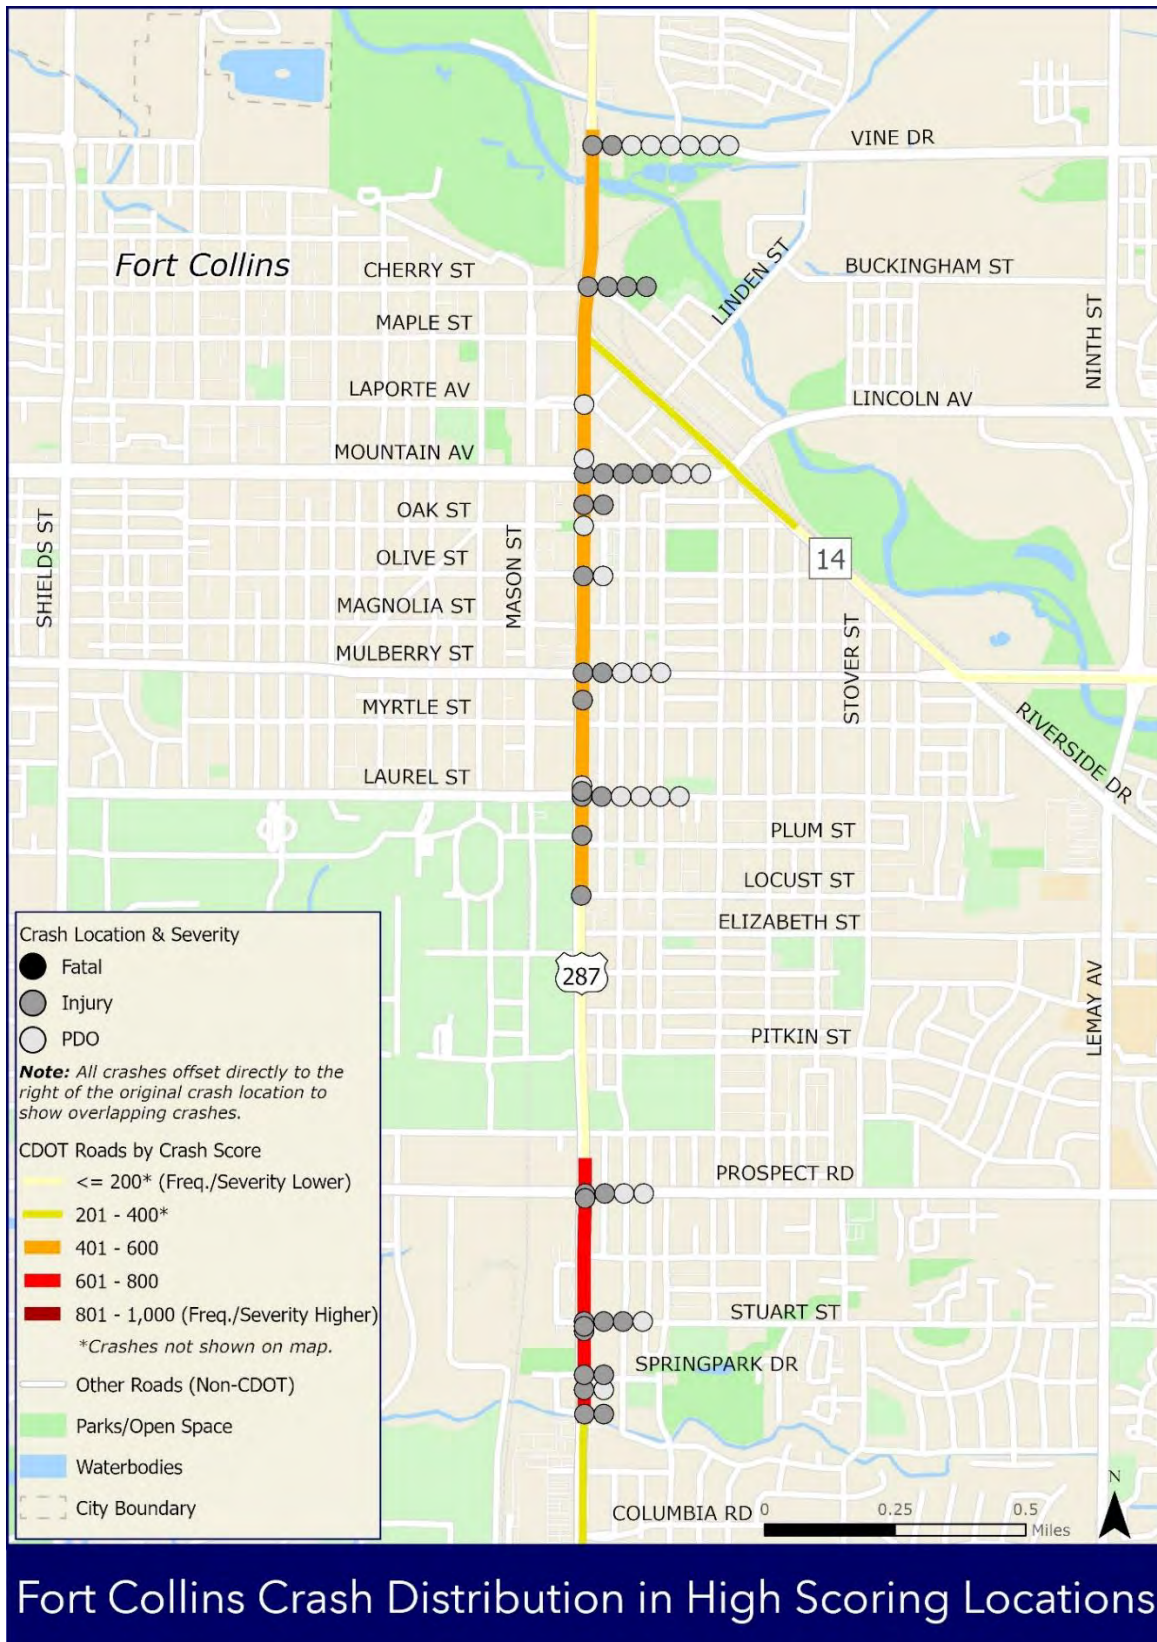 VINE DR
Fort Collins
CHERRY ST
LINDEN ST
BUCKINGHAM ST
MAPLE ST
NINTH ST
LAPORTE AV
LINCOLN AV
MOUNTAIN AV
OAK ST
SHIELDS ST
MASON ST
OLIVE ST
14
MAGNOLIA ST
STOVER ST
MULBERRY ST
MYRTLE ST
RIVERSIDE DR
LAUREL ST
PLUM ST
LOCUST ST
ELIZABETH ST
287
LEMAY AV
PITKIN ST
PROSPECT RD
STUART ST
SPRINGPARK DR
COLUMBIA RD
Crash Location & Severity
Fatal
Injury
PDO
Note: All crashes offset directly to the
right of the original crash location to
show overlapping crashes.
CDOT Roads by Crash Score
<= 200* (Freq./Severity Lower)
201 - 400*
401 - 600
601 - 800
801 - 1,000 (Freq./Severity Higher)
*Crashes not shown on map.
Other Roads (Non-CDOT)
Parks/Open Space
Waterbodies
City Boundary
0 0.25 0.5
Miles
N
Fort Collins Crash Distribution in High Scoring Locations